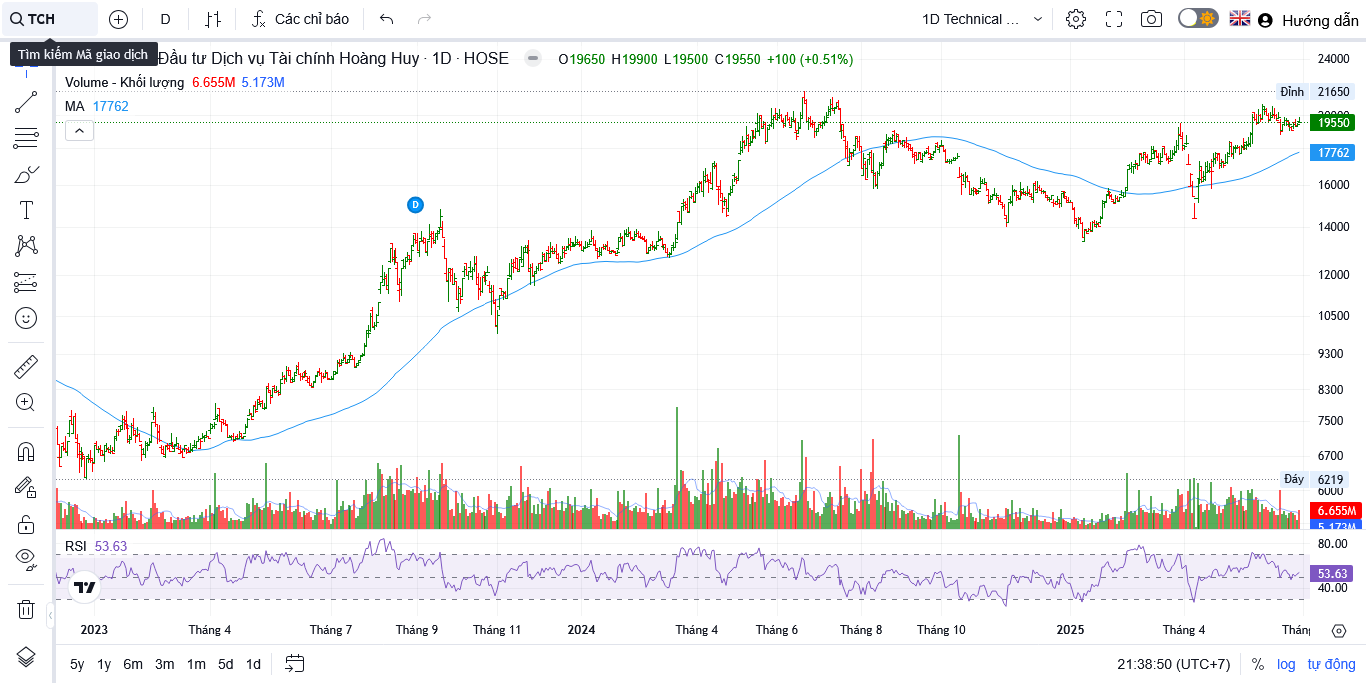 TCH D Các chỉ báo 1D Technical ... Hướng dẫn
Tìm kiếm Mã giao dịch
Đầu tư Dịch vụ Tài chính Hoàng Huy · 1D · HOSE O19650 H19900 L19500 C19550 +100 (+0.51%)
Volume - Khối lượng 6.655M 5.173M
MA 17762
D
24000
Đỉnh 21650
19550
17762
16000
14000
12000
10500
9300
8300
7500
6700
Đáy 6219
6000
6.655M
5.173M
RSI 53.63
80.00
53.63
40.00
2023 Tháng 4 Tháng 7 Tháng 9 Tháng 11 2024 Tháng 4 Tháng 6 Tháng 8 Tháng 10 2025 Tháng 4
5y 1y 6m 3m 1m 5d 1d 21:38:50 (UTC+7) % log tự động